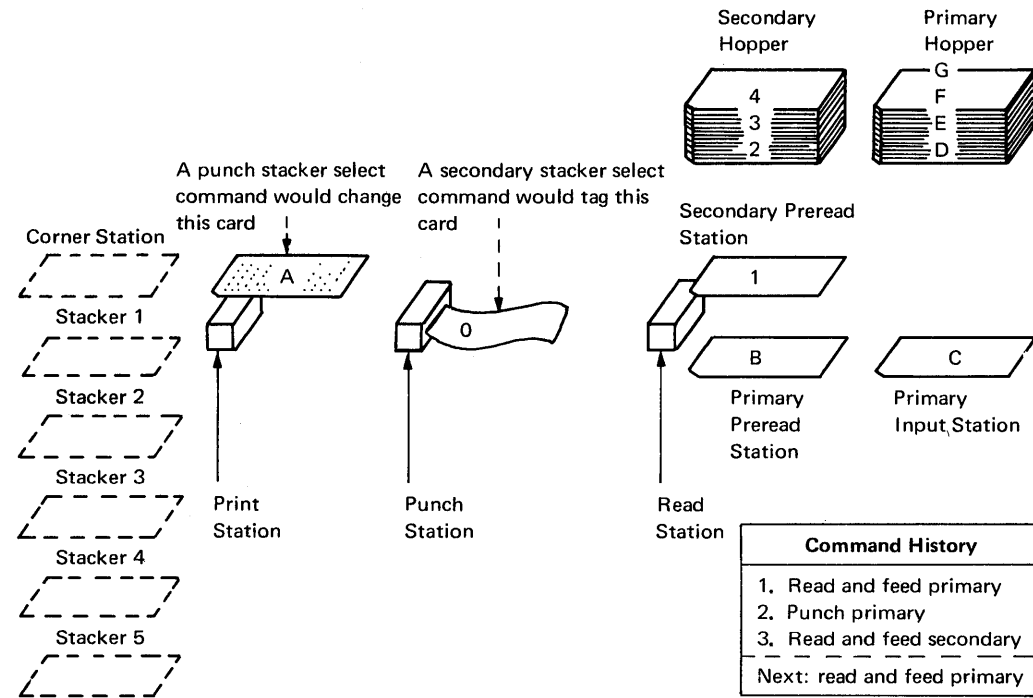 Secondary
Hopper
Primary
Hopper
4
3
2
G
F
E
D
A punch stacker select
command would change
this card
A secondary stacker select
command would tag this
card
Secondary Preread
Station
Corner Station
A
0
1
Stacker 1
B
C
Primary
Preread
Station
Primary
Input Station
Stacker 2
Stacker 3
Print
Station
Punch
Station
Read
Station
Stacker 4
Stacker 5
Command History
1. Read and feed primary
2. Punch primary
3. Read and feed secondary
Next: read and feed primary